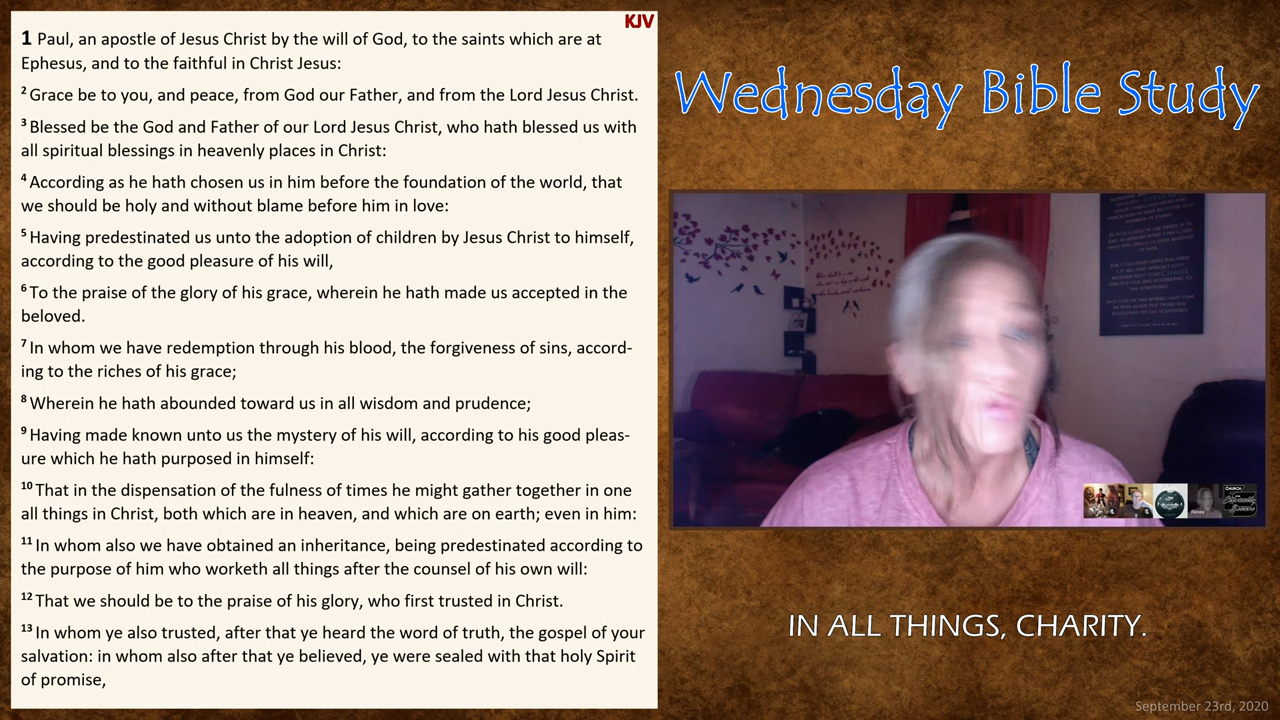 KJV
1 Paul, an apostle of Jesus Christ by the will of God, to the saints which are at
Ephesus, and to the faithful in Christ Jesus:
2 Grace be to you, and peace, from God our Father, and from the Lord Jesus Christ.
3 Blessed be the God and Father of our Lord Jesus Christ, who hath blessed us with
all spiritual blessings in heavenly places in Christ:
4 According as he hath chosen us in him before the foundation of the world, that
we should be holy and without blame before him in love:
5 Having predestinated us unto the adoption of children by Jesus Christ to himself,
according to the good pleasure of his will,
6 To the praise of the glory of his grace, wherein he hath made us accepted in the
beloved.
7 In whom we have redemption through his blood, the forgiveness of sins, accord-
ing to the riches of his grace;
8 Wherein he hath abounded toward us in all wisdom and prudence;
9 Having made known unto us the mystery of his will, according to his good pleas-
ure which he hath purposed in himself:
10 That in the dispensation of the fulness of times he might gather together in one
all things in Christ, both which are in heaven, and which are on earth; even in him:
11 In whom also we have obtained an inheritance, being predestinated according to
the purpose of him who worketh all things after the counsel of his own will:
12 That we should be to the praise of his glory, who first trusted in Christ.
13 In whom ye also trusted, after that ye heard the word of truth, the gospel of your
salvation: in whom also after that ye believed, ye were sealed with that holy Spirit
of promise,
Wednesday Bible Study
CHURCH
Renee
IN ALL THINGS, CHARITY.
September 23rd, 2020